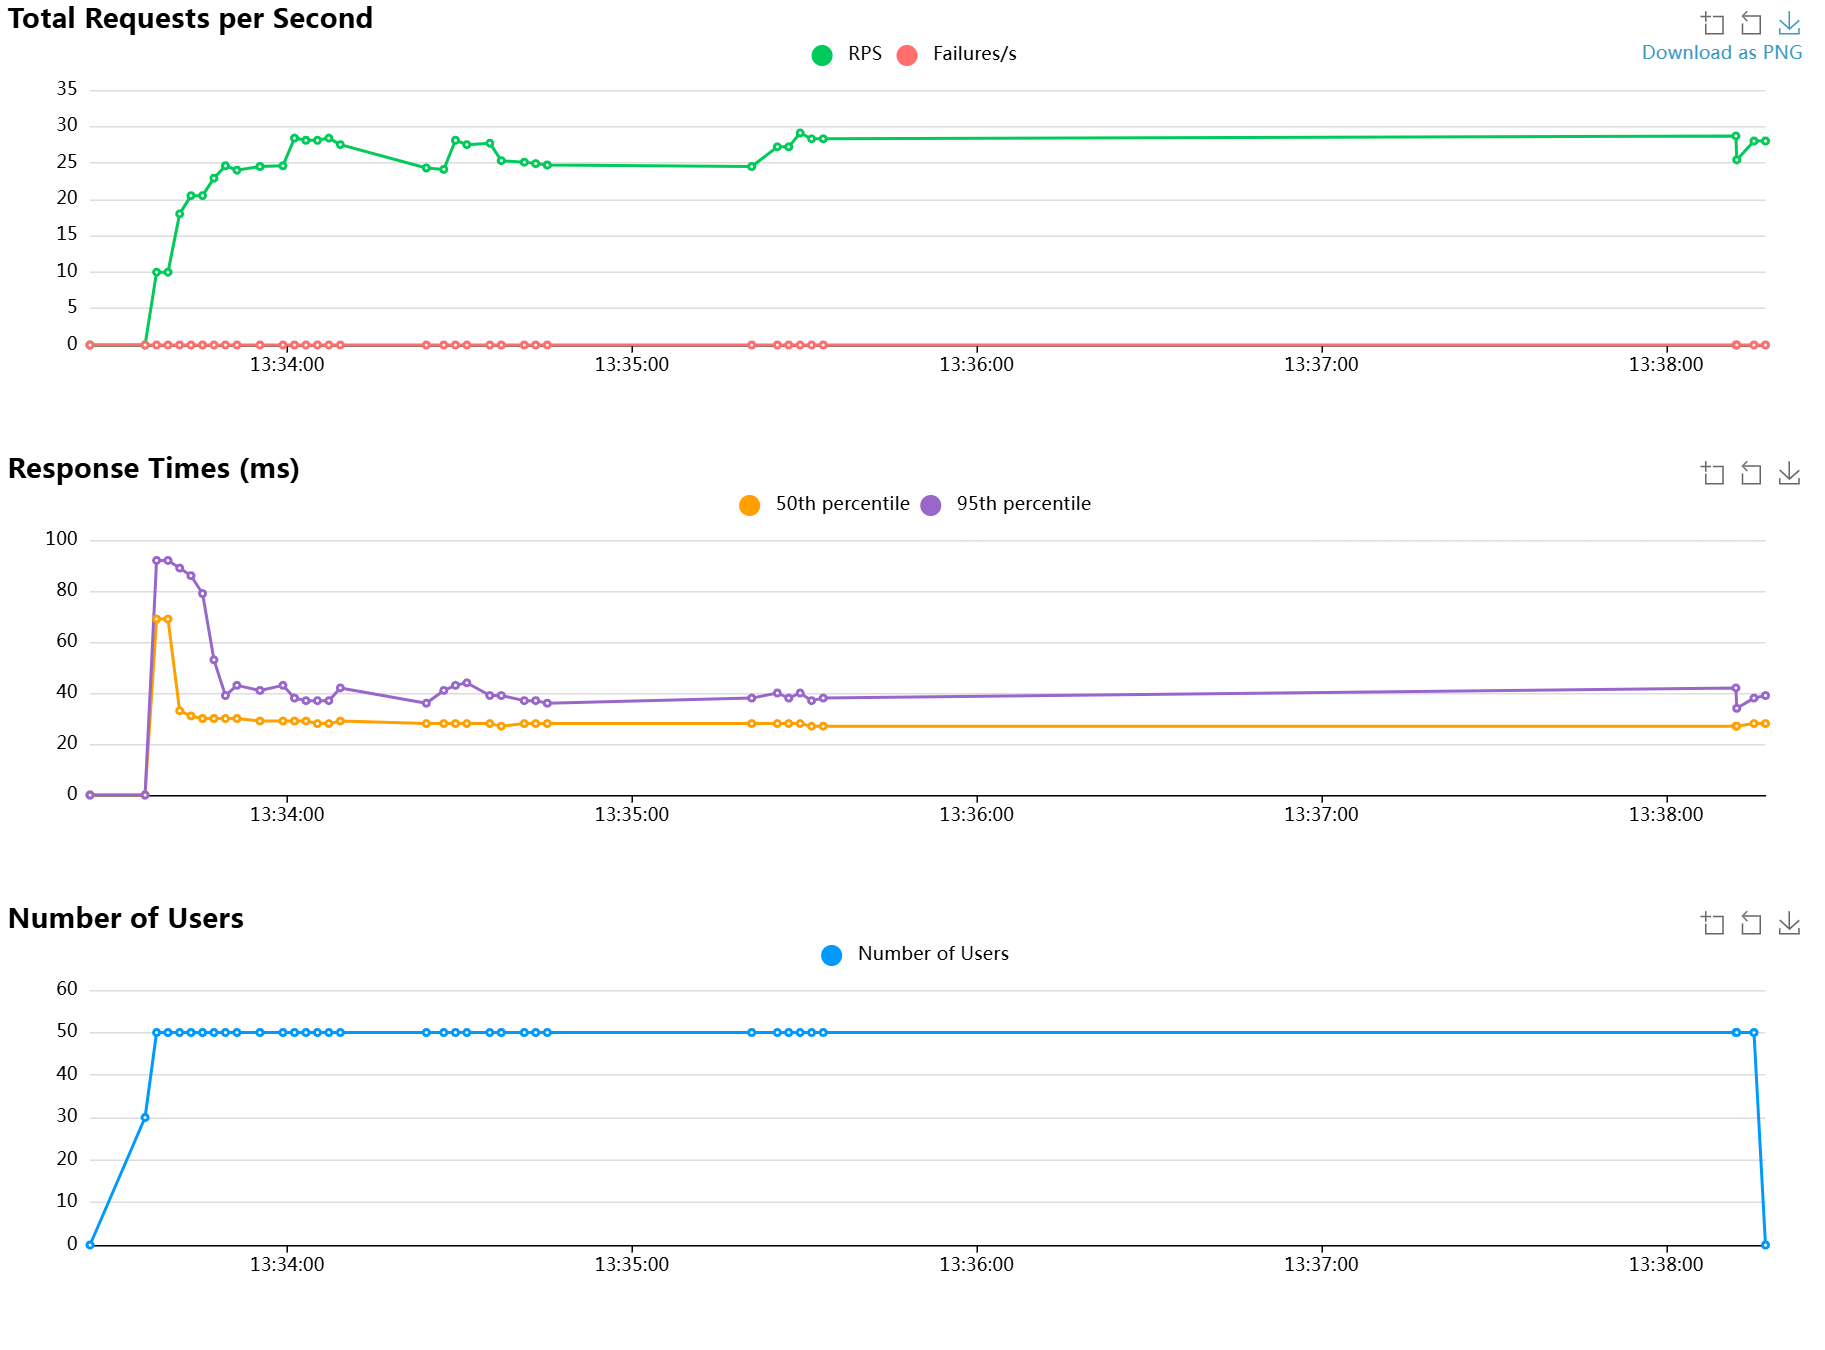 Total Requests per Second
Download as PNG
RPS Failures/s
35
30
25
20
15
10
5
0
13:34:00 13:35:00 13:36:00 13:37:00 13:38:00
Response Times (ms)
50th percentile 95th percentile
100
80
60
40
20
0
13:34:00 13:35:00 13:36:00 13:37:00 13:38:00
Number of Users
Number of Users
60
50
40
30
20
10
0
13:34:00 13:35:00 13:36:00 13:37:00 13:38:00